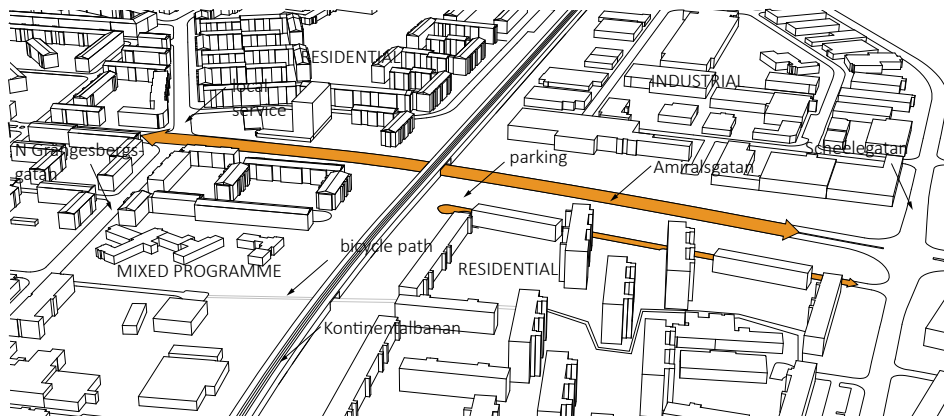 RESIDENTIAL
INDUSTRIAL
local
service
N Grängesbergs-
gatan
parking
Amiralsgatan
Scheelegatan
bicycle path
RESIDENTIAL
MIXED PROGRAMME
Kontinentalbanan